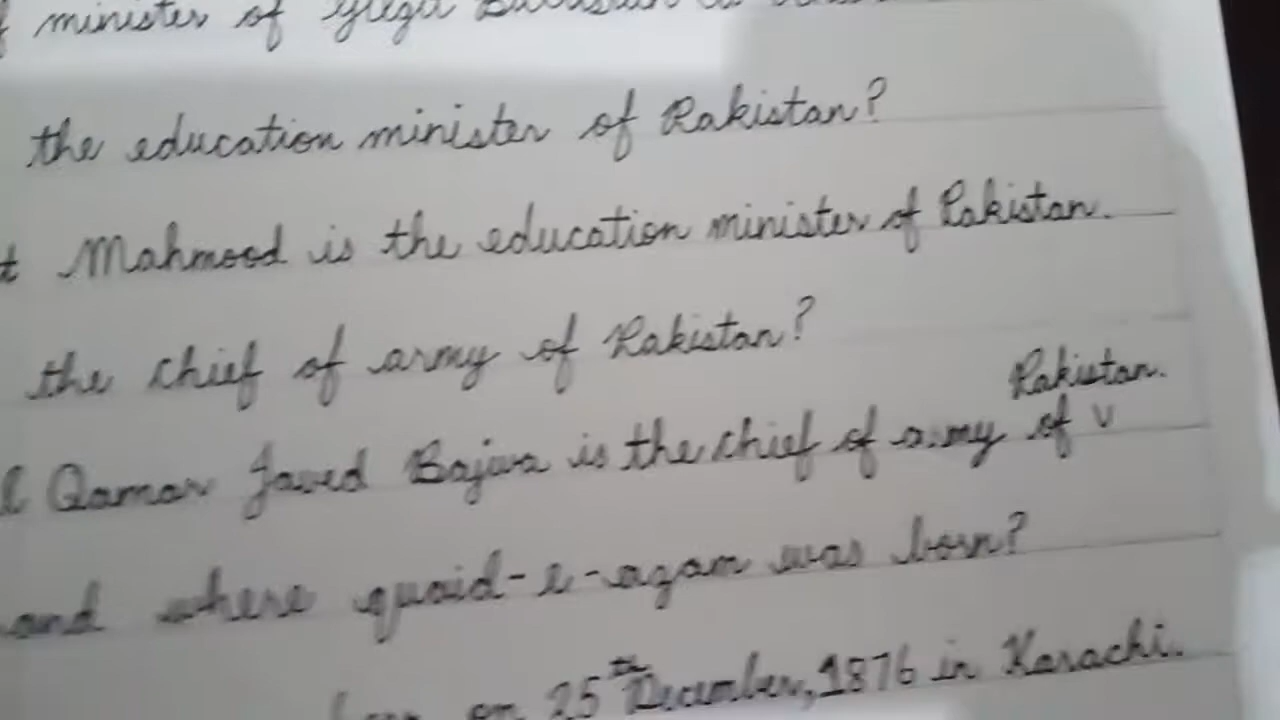 minister of
the education minister of Pakistan?
Mahmood is the education minister of Pakistan.
the chief of army of Pakistan?
Pakistan.
Qamar Javed Bajwa is the chief of army of v
and where quaid-e-azam was born?
on 25th December, 1876 in Karachi.